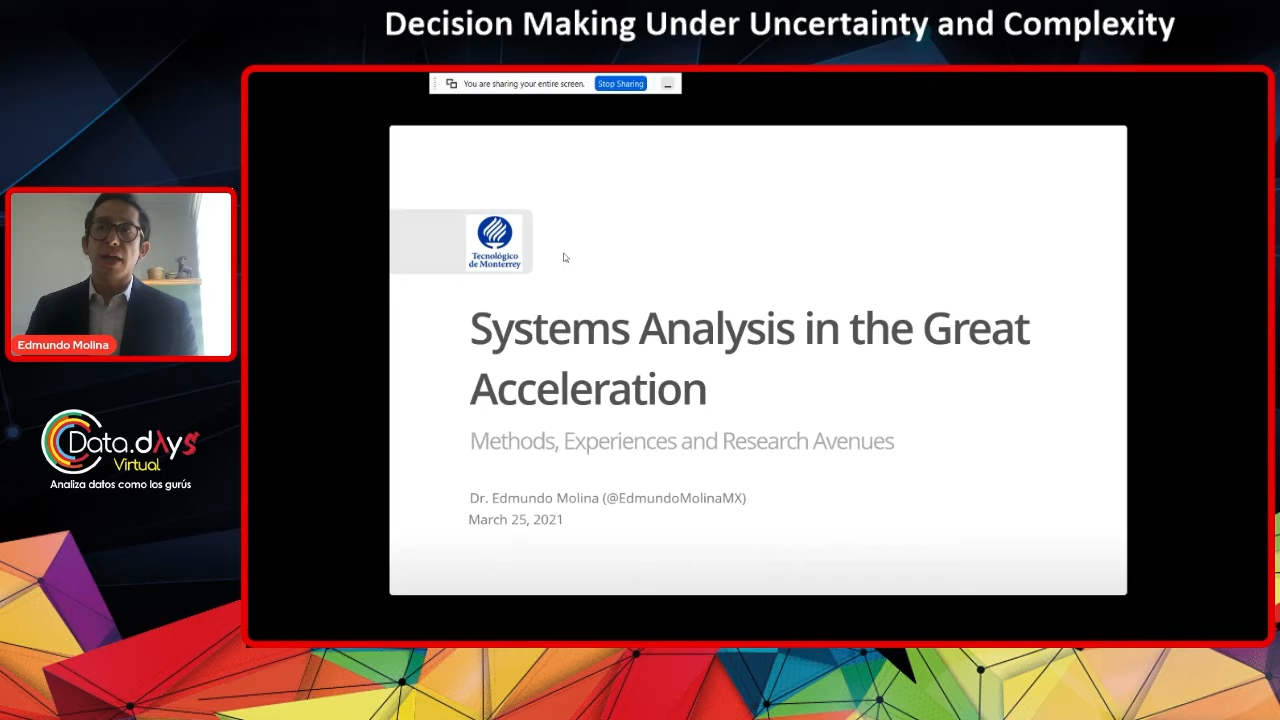 Decision Making Under Uncertainty and Complexity
You are sharing your entire screen.
Stop Sharing
Tecnológico
de Monterrey
Systems Analysis in the Great
Acceleration
Methods, Experiences and Research Avenues
Dr. Edmundo Molina (@EdmundoMolinaMX)
March 25, 2021
Edmundo Molina
Data.dAys
Virtual
Analiza datos como los gurús